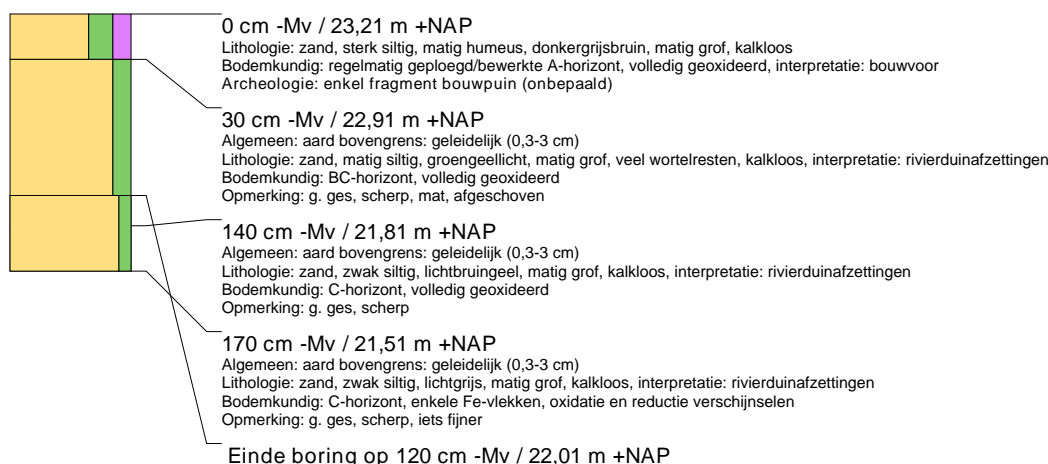 0 cm -Mv / 23,21 m +NAP
Lithologie: zand, sterk siltig, matig humeus, donkergrijsbruin, matig grof, kalkloos
Bodemkundig: regelmatig geploegd/bewerkte A-horizont, volledig geoxideerd, interpretatie: bouwvoor
Archeologie: enkel fragment bouwpuin (onbepaald)
30 cm -Mv / 22,91 m +NAP
Algemeen: aard bovengrens: geleidelijk (0,3-3 cm)
Lithologie: zand, matig siltig, groengeellicht, matig grof, veel wortelresten, kalkloos, interpretatie: rivierduinafzettingen
Bodemkundig: BC-horizont, volledig geoxideerd
Opmerking: g. ges, scherp, mat, afgeschoven
140 cm -Mv / 21,81 m +NAP
Algemeen: aard bovengrens: geleidelijk (0,3-3 cm)
Lithologie: zand, zwak siltig, lichtbruingeel, matig grof, kalkloos, interpretatie: rivierduinafzettingen
Bodemkundig: C-horizont, volledig geoxideerd
Opmerking: g. ges, scherp
170 cm -Mv / 21,51 m +NAP
Algemeen: aard bovengrens: geleidelijk (0,3-3 cm)
Lithologie: zand, zwak siltig, lichtgrijs, matig grof, kalkloos, interpretatie: rivierduinafzettingen
Bodemkundig: C-horizont, enkele Fe-vlekken, oxidatie en reductie verschijnselen
Opmerking: g. ges, scherp, iets fijner
Einde boring op 120 cm -Mv / 22,01 m +NAP